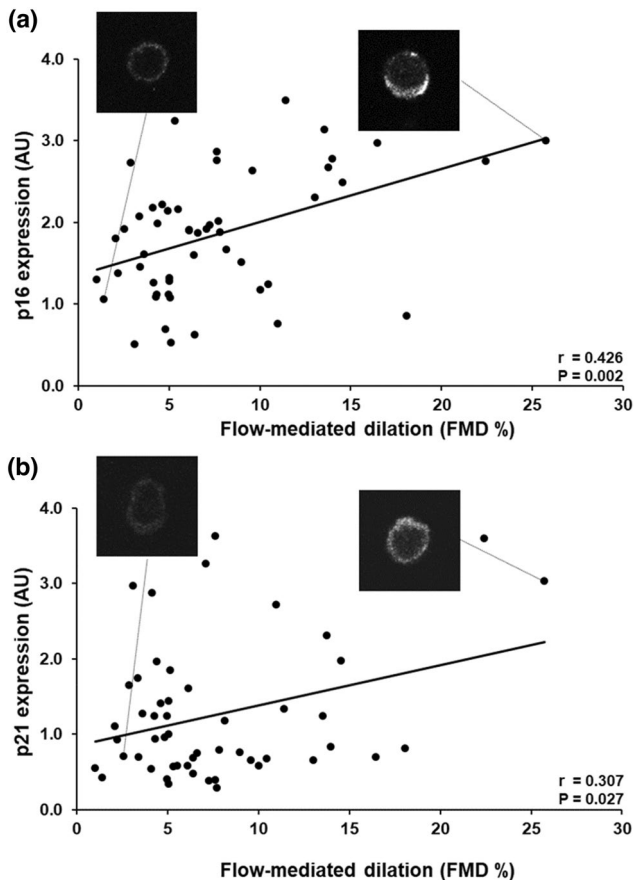 (a)
p16 expression (AU)
4.0
3.0
2.0
1.0
0.0
r = 0.426
P = 0.002
0 5 10 15 20 25 30
Flow-mediated dilation (FMD %)
(b)
p21 expression (AU)
4.0
3.0
2.0
1.0
0.0
r = 0.307
P = 0.027
0 5 10 15 20 25 30
Flow-mediated dilation (FMD %)